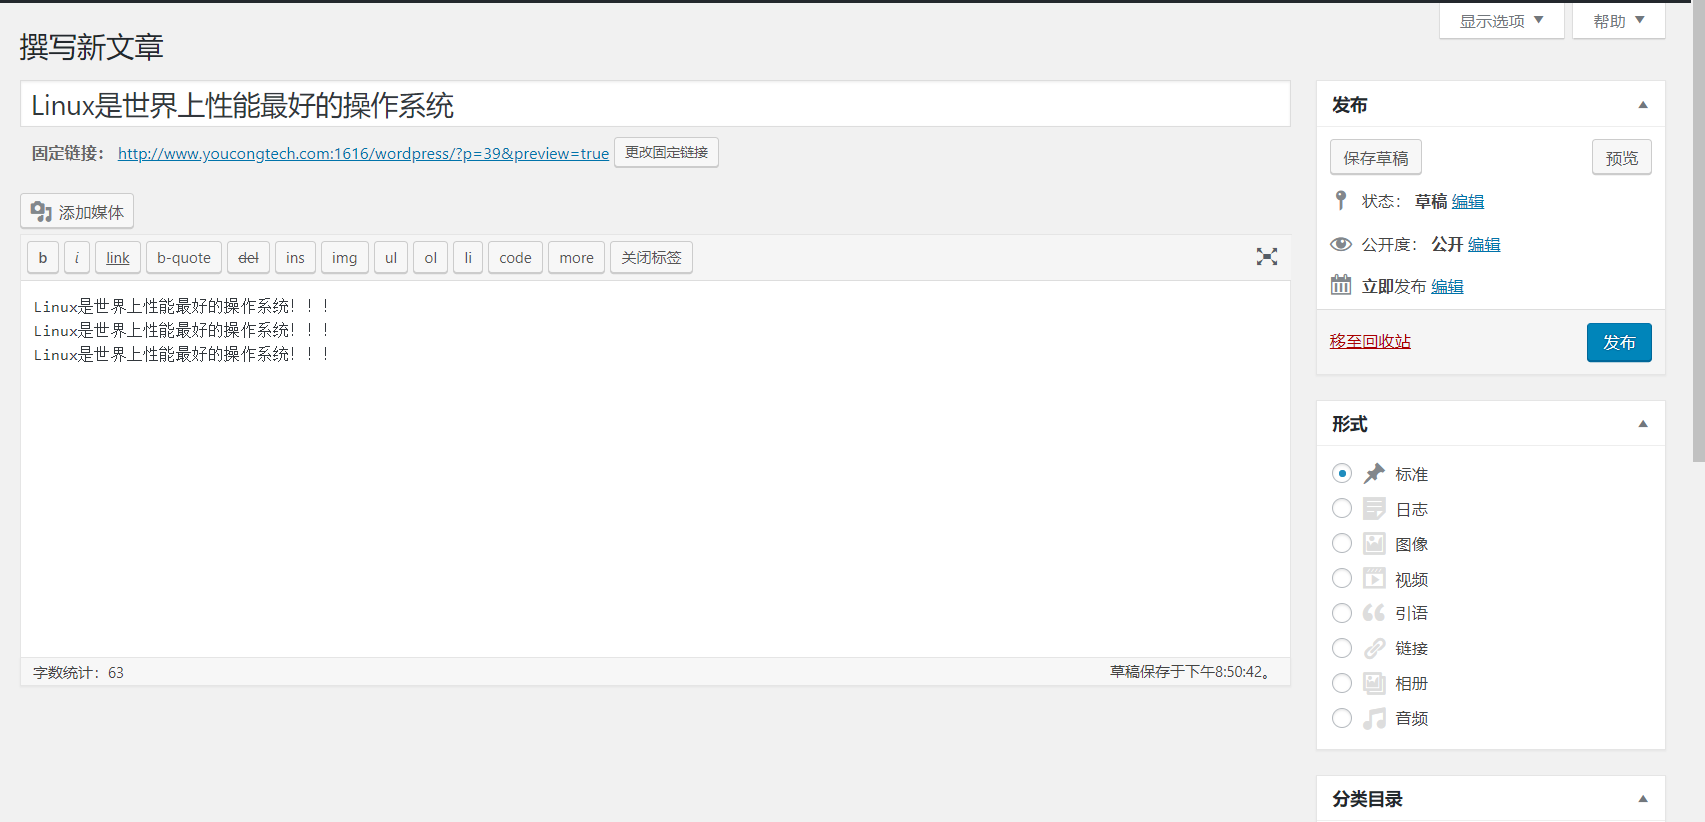 显示选项
帮助
撰写新文章
Linux是世界上性能最好的操作系统
固定链接： http://www.youcongtech.com:1616/wordpress/?p=39&preview=true 更改固定链接
添加媒体
b i link b-quote del ins img ul ol li code more 关闭标签
Linux是世界上性能最好的操作系统！！！
Linux是世界上性能最好的操作系统！！！
Linux是世界上性能最好的操作系统！！！
字数统计：63
草稿保存于下午8:50:42。
发布
保存草稿 预览
状态： 草稿 编辑
公开度： 公开 编辑
立即发布 编辑
移至回收站 发布
形式
标准
日志
图像
视频
引语
链接
相册
音频
分类目录